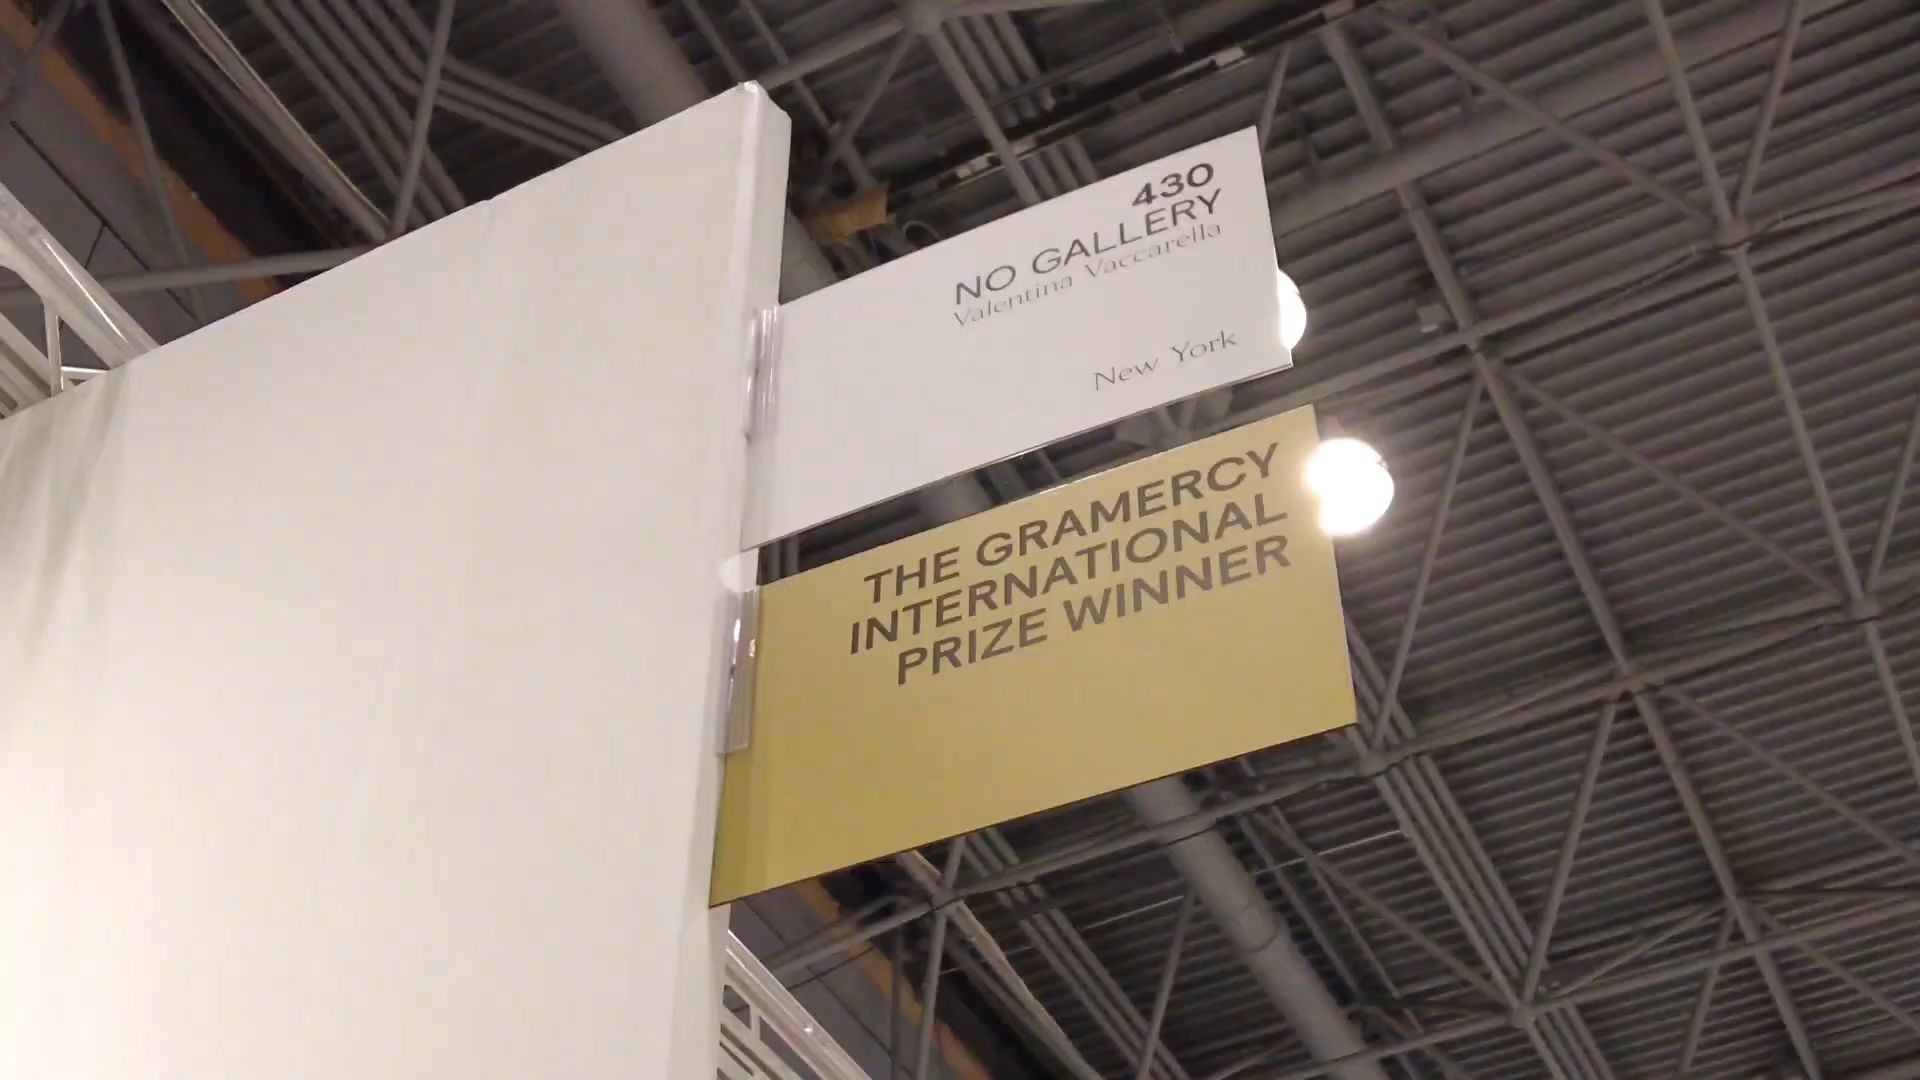 430
NO GALLERY
Valentina Vaccarella
New York
THE GRAMERCY
INTERNATIONAL
PRIZE WINNER